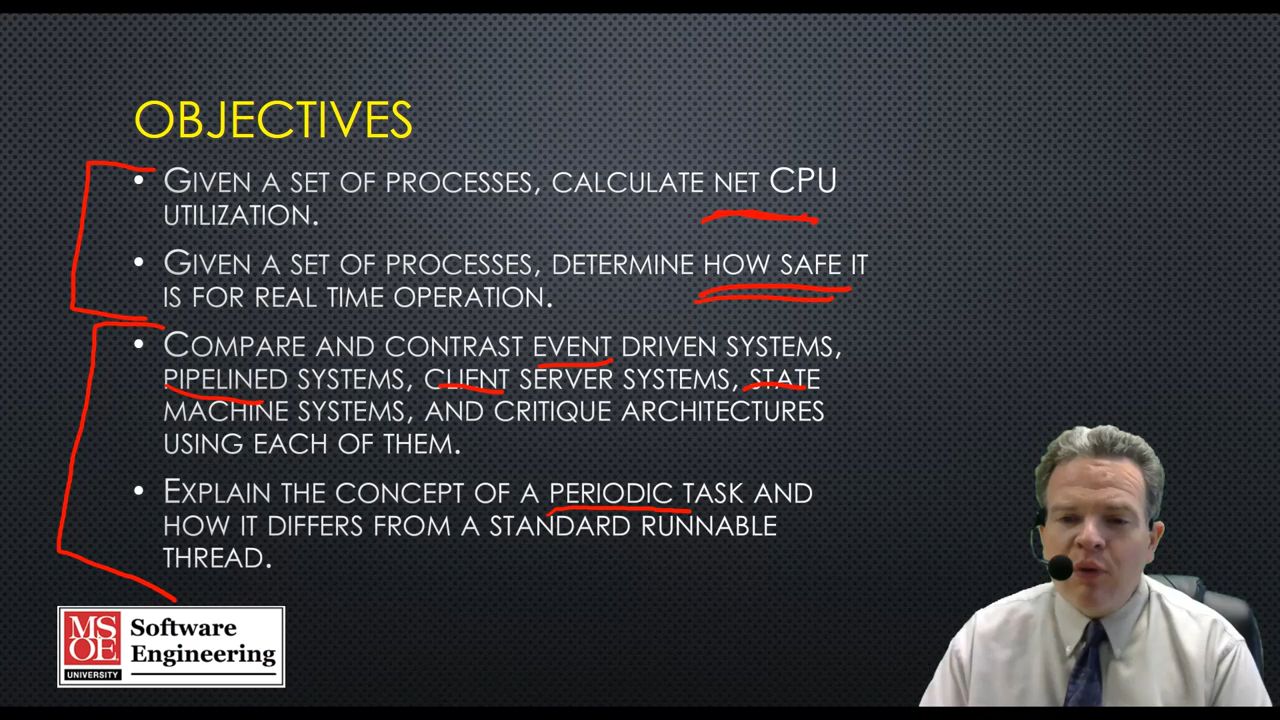 OBJECTIVES
• GIVEN A SET OF PROCESSES, CALCULATE NET CPU
UTILIZATION.
• GIVEN A SET OF PROCESSES, DETERMINE HOW SAFE IT
IS FOR REAL TIME OPERATION.
• COMPARE AND CONTRAST EVENT DRIVEN SYSTEMS,
PIPELINED SYSTEMS, CLIENT SERVER SYSTEMS, STATE
MACHINE SYSTEMS, AND CRITIQUE ARCHITECTURES
USING EACH OF THEM.
• EXPLAIN THE CONCEPT OF A PERIODIC TASK AND
HOW IT DIFFERS FROM A STANDARD RUNNABLE
THREAD.
MS
OE
UNIVERSITY
Software
Engineering